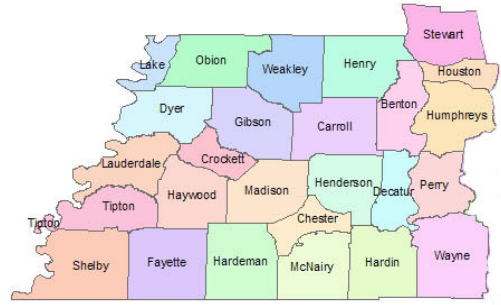 Stewart
Lake
Obion
Weakley
Henry
Houston
Dyer
Gibson
Carroll
Benton
Humphreys
Lauderdale
Crockett
Haywood
Madison
Henderson
Decatur
Perry
Tipton
Tipton
Chester
Shelby
Fayette
Hardeman
McNairy
Hardin
Wayne